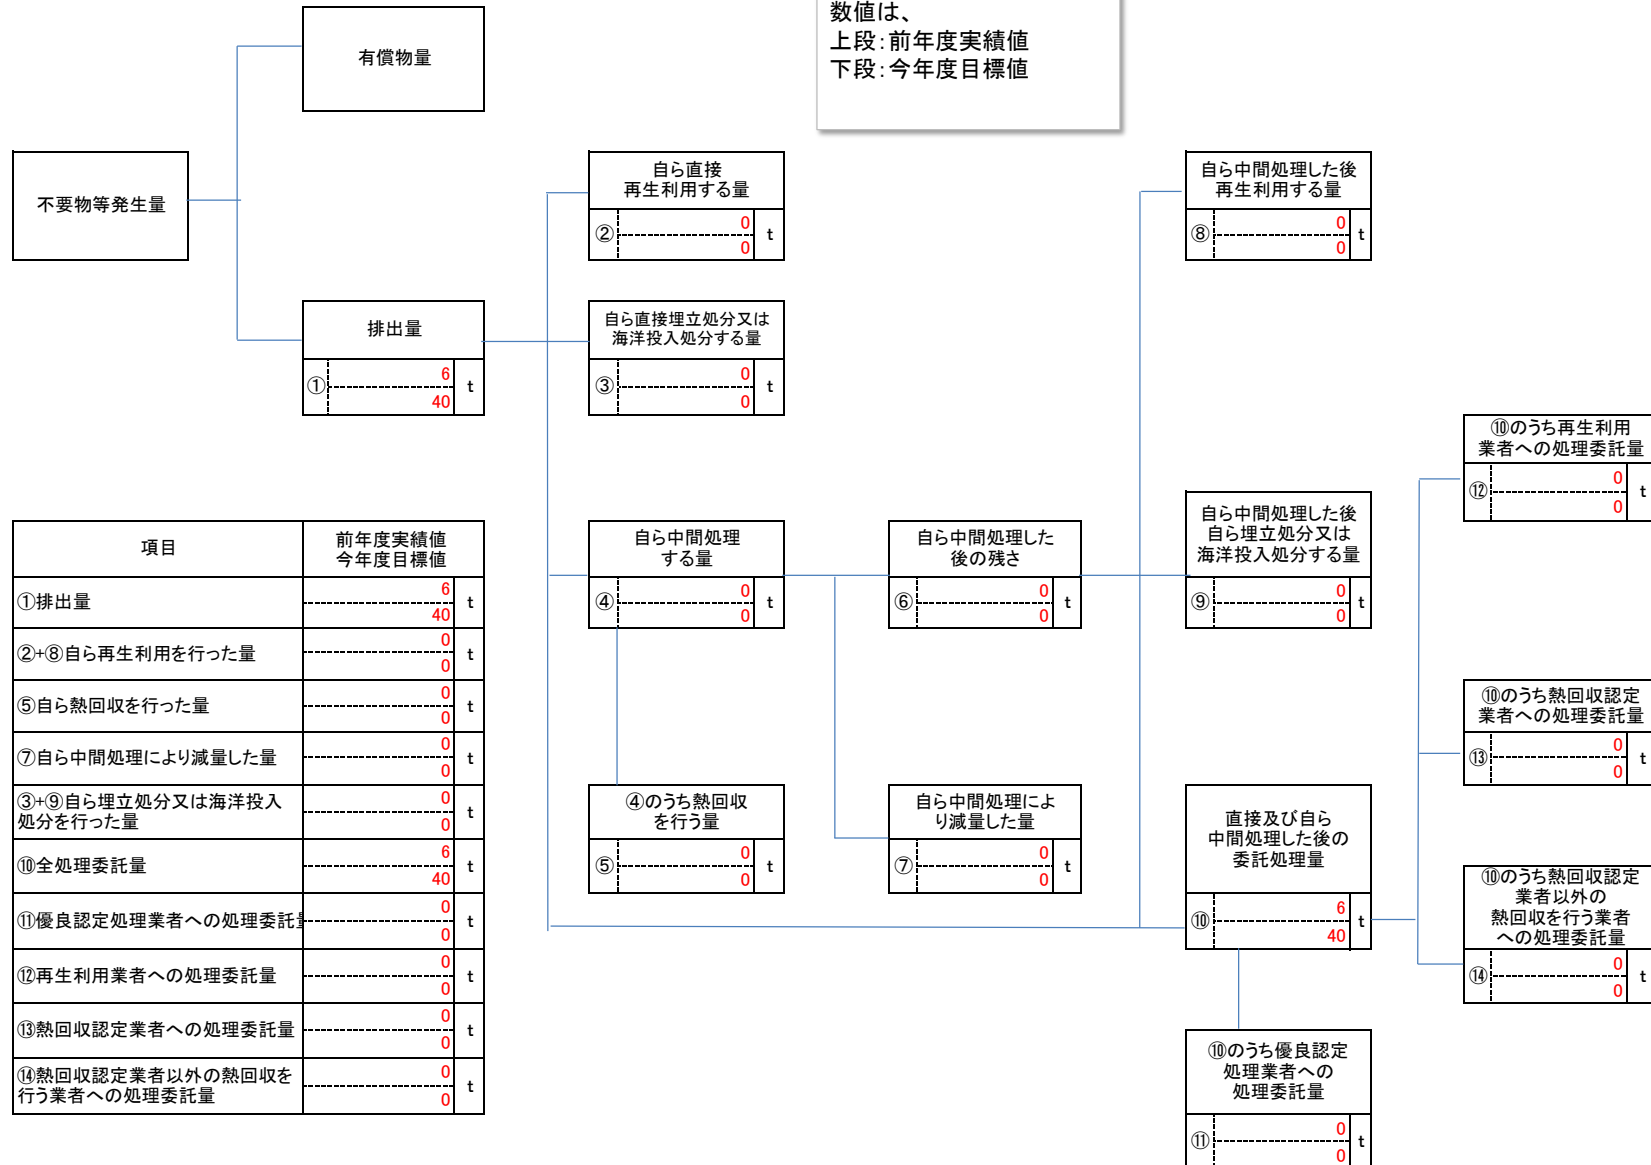 数値は、
上段：前年度実績値
下段：今年度目標値
有償物量
不要物等発生量
自ら直接
再生利用する量
②
0
0
t
自ら中間処理した後
再生利用する量
⑧
0
0
t
排出量
①
6
40
t
自ら直接埋立処分又は
海洋投入処分する量
③
0
0
t
⑩のうち再生利用
業者への処理委託量
⑫
0
0
t
自ら中間処理
する量
④
0
0
t
自ら中間処理した
後の残さ
⑥
0
0
t
自ら中間処理した後
自ら埋立処分又は
海洋投入処分する量
⑨
0
0
t
⑩のうち熱回収認定
業者への処理委託量
⑬
0
0
t
④のうち熱回収
を行う量
⑤
0
0
t
自ら中間処理によ
り減量した量
⑦
0
0
t
直接及び自ら
中間処理した後の
委託処理量
⑩
6
40
t
⑩のうち熱回収認定
業者以外の
熱回収を行う業者
への処理委託量
⑭
0
0
t
⑩のうち優良認定
処理業者への
処理委託量
⑪
0
0
t
項目
前年度実績値
今年度目標値
①排出量
6
40
t
②+⑧自ら再生利用を行った量
0
0
t
⑤自ら熱回収を行った量
0
0
t
⑦自ら中間処理により減量した量
0
0
t
③+⑨自ら埋立処分又は海洋投入
処分を行った量
0
0
t
⑩全処理委託量
6
40
t
⑪優良認定処理業者への処理委託量
0
0
t
⑫再生利用業者への処理委託量
0
0
t
⑬熱回収認定業者への処理委託量
0
0
t
⑭熱回収認定業者以外の熱回収を
行う業者への処理委託量
0
0
t